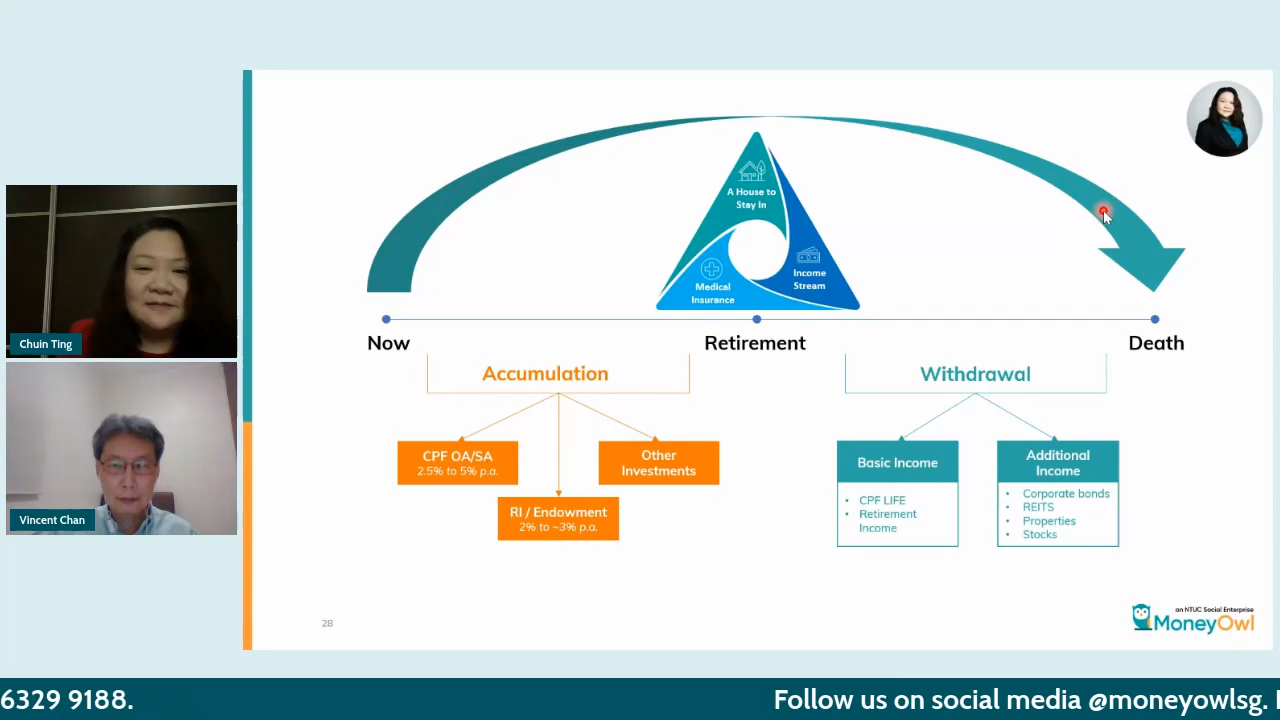 Chuin Ting
Vincent Chan
A House to
Stay In
Medical
Insurance
Income
Stream
Now
Retirement
Death
Accumulation
CPF OA/SA
2.5% to 5% p.a.
RI / Endowment
2% to ~3% p.a.
Other
Investments
Withdrawal
Basic Income
• CPF LIFE
• Retirement
Income
Additional
Income
• Corporate bonds
• REITS
• Properties
• Stocks
28
an NTUC Social Enterprise
MoneyOwl
6329 9188.
Follow us on social media @moneyowlsg.